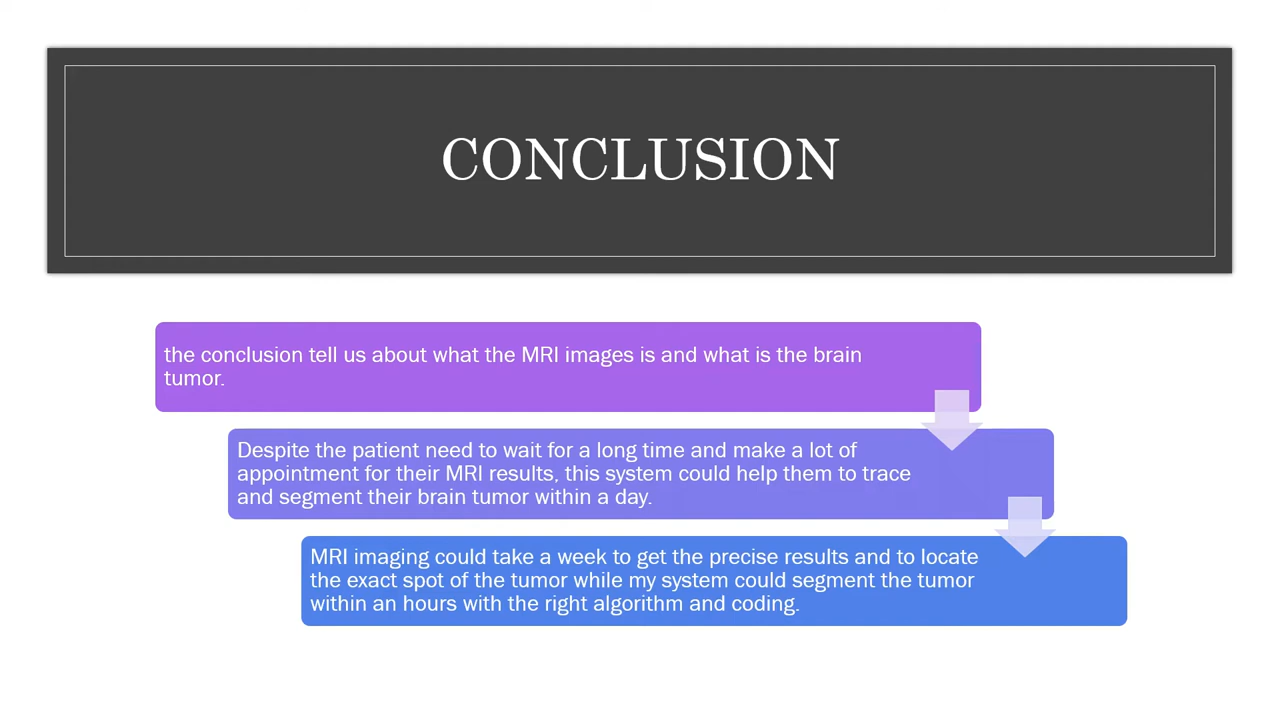 CONCLUSION
the conclusion tell us about what the MRI images is and what is the brain
tumor.
Despite the patient need to wait for a long time and make a lot of
appointment for their MRI results, this system could help them to trace
and segment their brain tumor within a day.
MRI imaging could take a week to get the precise results and to locate
the exact spot of the tumor while my system could segment the tumor
within an hours with the right algorithm and coding.